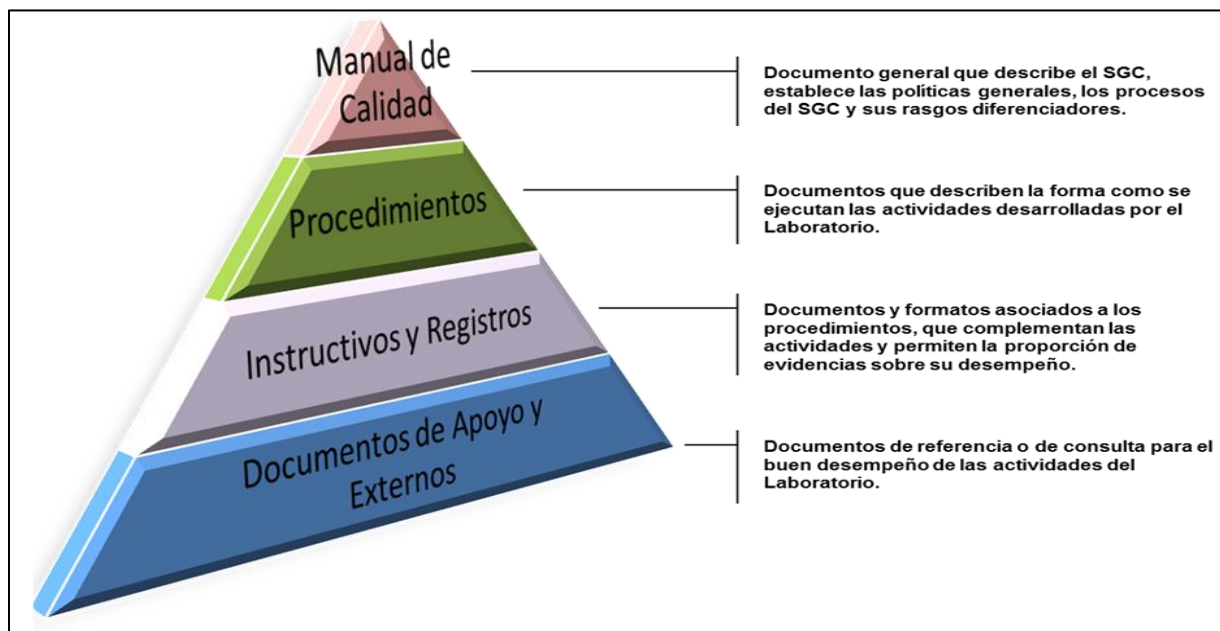 Manual de
Calidad
Documento general que describe el SGC,
establece las políticas generales, los procesos
del SGC y sus rasgos diferenciadores.
Procedimientos
Documentos que describen la forma como se
ejecutan las actividades desarrolladas por el
Laboratorio.
Instructivos y Registros
Documentos y formatos asociados a los
procedimientos, que complementan las
actividades y permiten la proporción de
evidencias sobre su desempeño.
Documentos de Apoyo y
Externos
Documentos de referencia o de consulta para el
buen desempeño de las actividades del
Laboratorio.